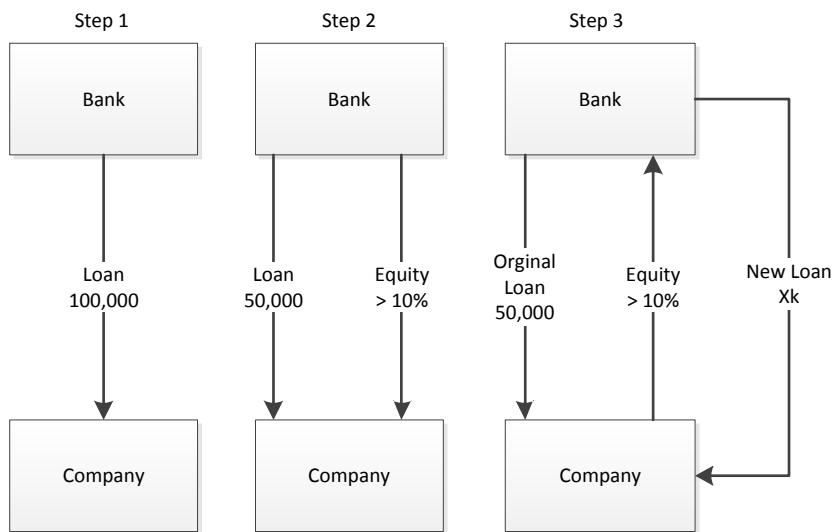 Step 1
Step 2
Step 3
Bank
Bank
Bank
Loan
100,000
Loan
50,000
Equity
> 10%
Orginal
Loan
50,000
Equity
> 10%
New Loan
Xk
Company
Company
Company